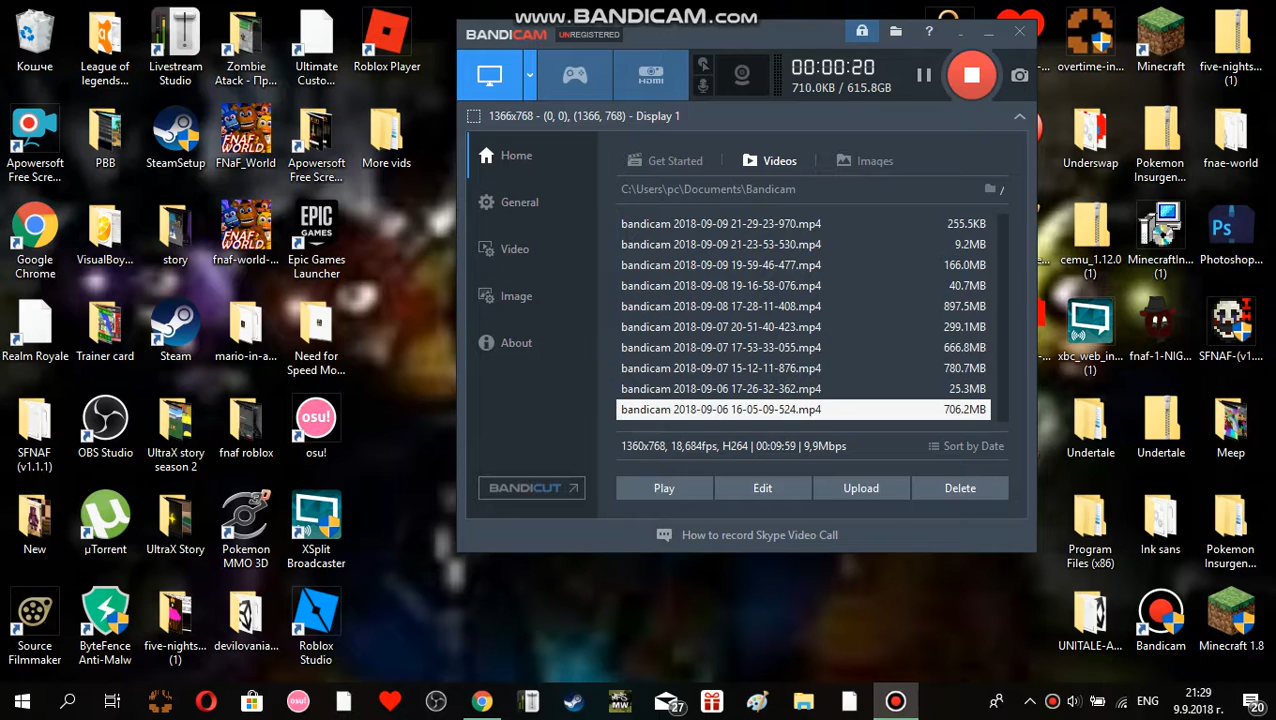 www.BANDICAM.com
BANDICAM UNREGISTERED
00:00:20
710.0KB / 615.8GB
HDMI
1366x768 - (0, 0), (1366, 768) - Display 1
Home
General
Video
Image
About
BANDICUT
Get Started
Videos
Images
C:\Users\pc\Documents\Bandicam
/
bandicam 2018-09-09 21-29-23-970.mp4 255.5KB
bandicam 2018-09-09 21-23-53-530.mp4 9.2MB
bandicam 2018-09-09 19-59-46-477.mp4 166.0MB
bandicam 2018-09-08 19-16-58-076.mp4 40.7MB
bandicam 2018-09-08 17-28-11-408.mp4 897.5MB
bandicam 2018-09-07 20-51-40-423.mp4 299.1MB
bandicam 2018-09-07 17-53-33-055.mp4 666.8MB
bandicam 2018-09-07 15-12-11-876.mp4 780.7MB
bandicam 2018-09-06 17-26-32-362.mp4 25.3MB
bandicam 2018-09-06 16-05-09-524.mp4 706.2MB
1360x768, 18,684fps, H264 | 00:09:59 | 9,9Mbps
Sort by Date
Play
Edit
Upload
Delete
How to record Skype Video Call
Кошче
League of
legends...
Livestream
Studio
Zombie
Attack - Пр...
Ultimate
Custo...
Roblox Player
Apowersoft
Free Scre...
PBB
SteamSetup
FNaF_World
Apowersoft
Free Scre...
More vids
Google
Chrome
VisualBoy...
story
fnaf-world-...
Epic Games
Launcher
EPIC
GAMES
Realm Royale
Trainer card
Steam
mario-in-a...
Need for
Speed Mo...
SFNAF
(v1.1.1)
OBS Studio
UltraX story
season 2
fnaf roblox
osu!
osu!
New
µTorrent
UltraX Story
Pokemon
MMO 3D
XSplit
Broadcaster
Source
Filmmaker
ByteFence
Anti-Malw
five-nights...
(1)
devilovania...
Roblox
Studio
overtime-in...
Minecraft
five-nights...
(1)
Underswap
Pokemon
Insurgen...
fnae-world
cemu_1.12.0
(1)
MinecraftIn...
(1)
Photoshop...
Ps
xbc_web_in...
(1)
fnaf-1-NIG...
SFNAF-(v1....
Undertale
Undertale
Meep
Program
Files (x86)
Ink sans
Pokemon
Insurgen...
UNITALE-A...
Bandicam
Minecraft 1.8
osu!
MW
27
ЕНГ
21:29
9.9.2018 г.
20